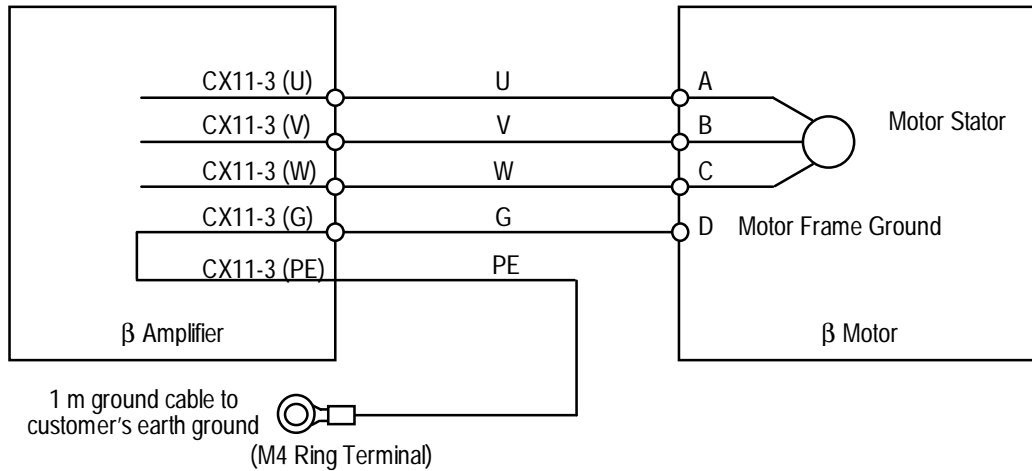 CX11-3 (U) U A
CX11-3 (V) V B Motor Stator
CX11-3 (W) W C
CX11-3 (G) G D Motor Frame Ground
CX11-3 (PE) PE
β Amplifier β Motor
1 m ground cable to
customer's earth ground
(M4 Ring Terminal)